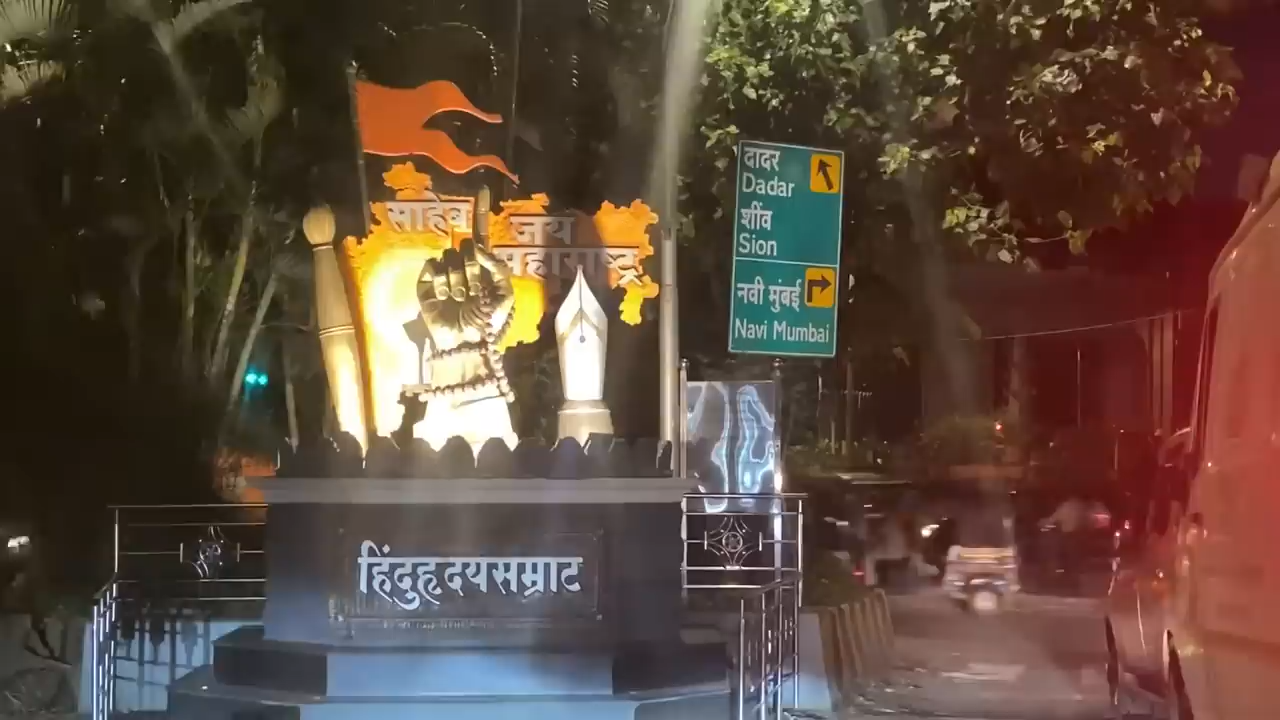 साहेब
जय
महाराष्ट्र
दादर
Dadar
शींव
Sion
नवी मुंबई
Navi Mumbai
हिंदुहृदयसम्राट